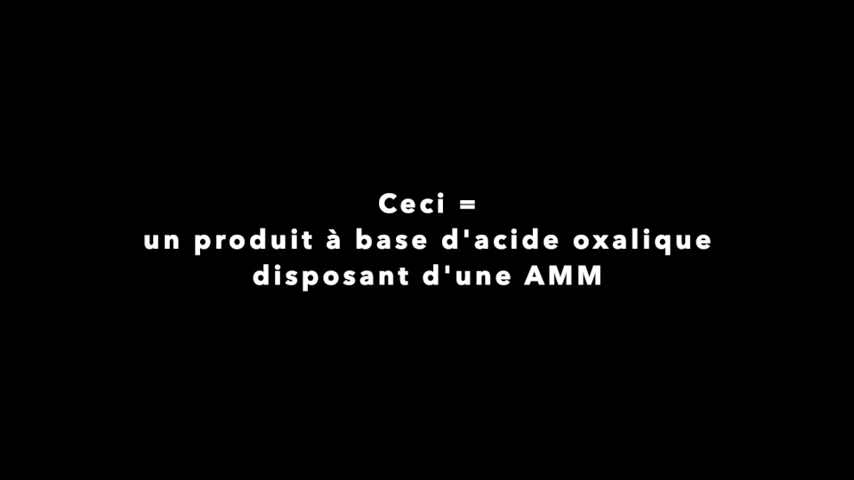 Ceci =
un produit à base d'acide oxalique
disposant d'une AMM